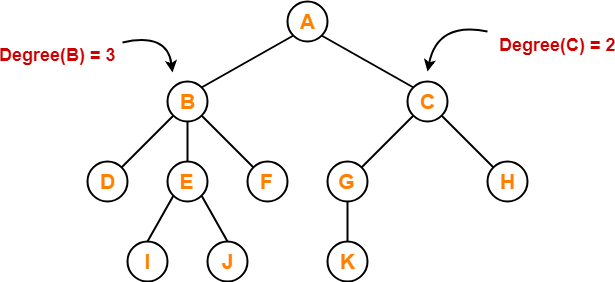 A
Degree(B) = 3
Degree(C) = 2
B
C
D
E
F
G
H
I
J
K